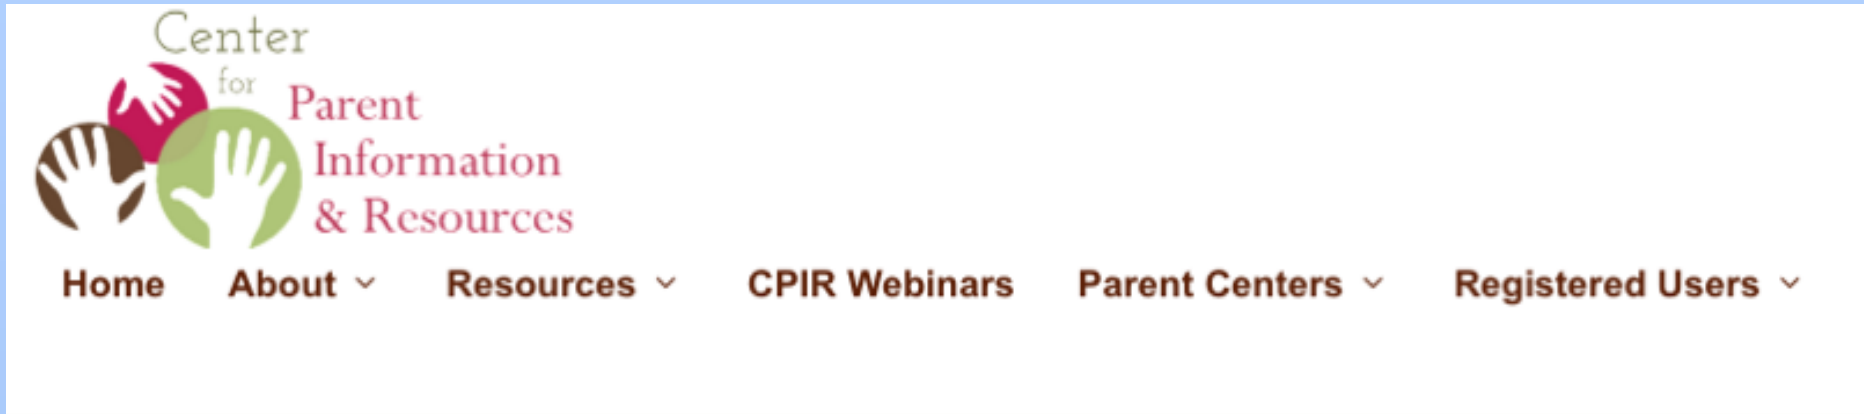 Center
for
Parent
Information
& Resources
Home About Resources CPIR Webinars Parent Centers Registered Users